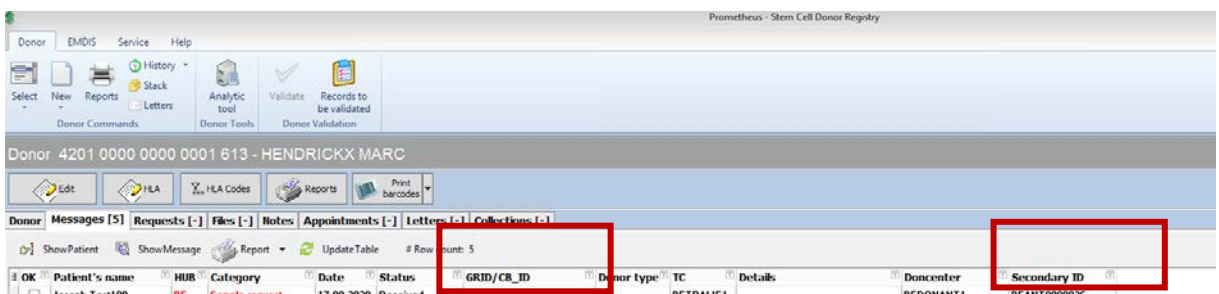 Prometheus - Stem Cell Donor Registry
Donor EMDIS Service Help
Select New Reports History Stack Letters Analytic tool Validate Records to be validated
Donor Commands Donor Tools Donor Validation
Donor 4201 0000 0000 0001 613 - HENDRICKX MARC
Edit HLA HLA Codes Reports Print barcodes
Donor Messages [5] Requests [-] Files [-] Notes Appointments [-] Letters [-] Collections [-]
ShowPatient ShowMessage Report UpdateTable # Row count: 5
OK Patient's name HUB Category Date Status GRID/CB_ID Donor type TC Details Doncenter Secondary ID